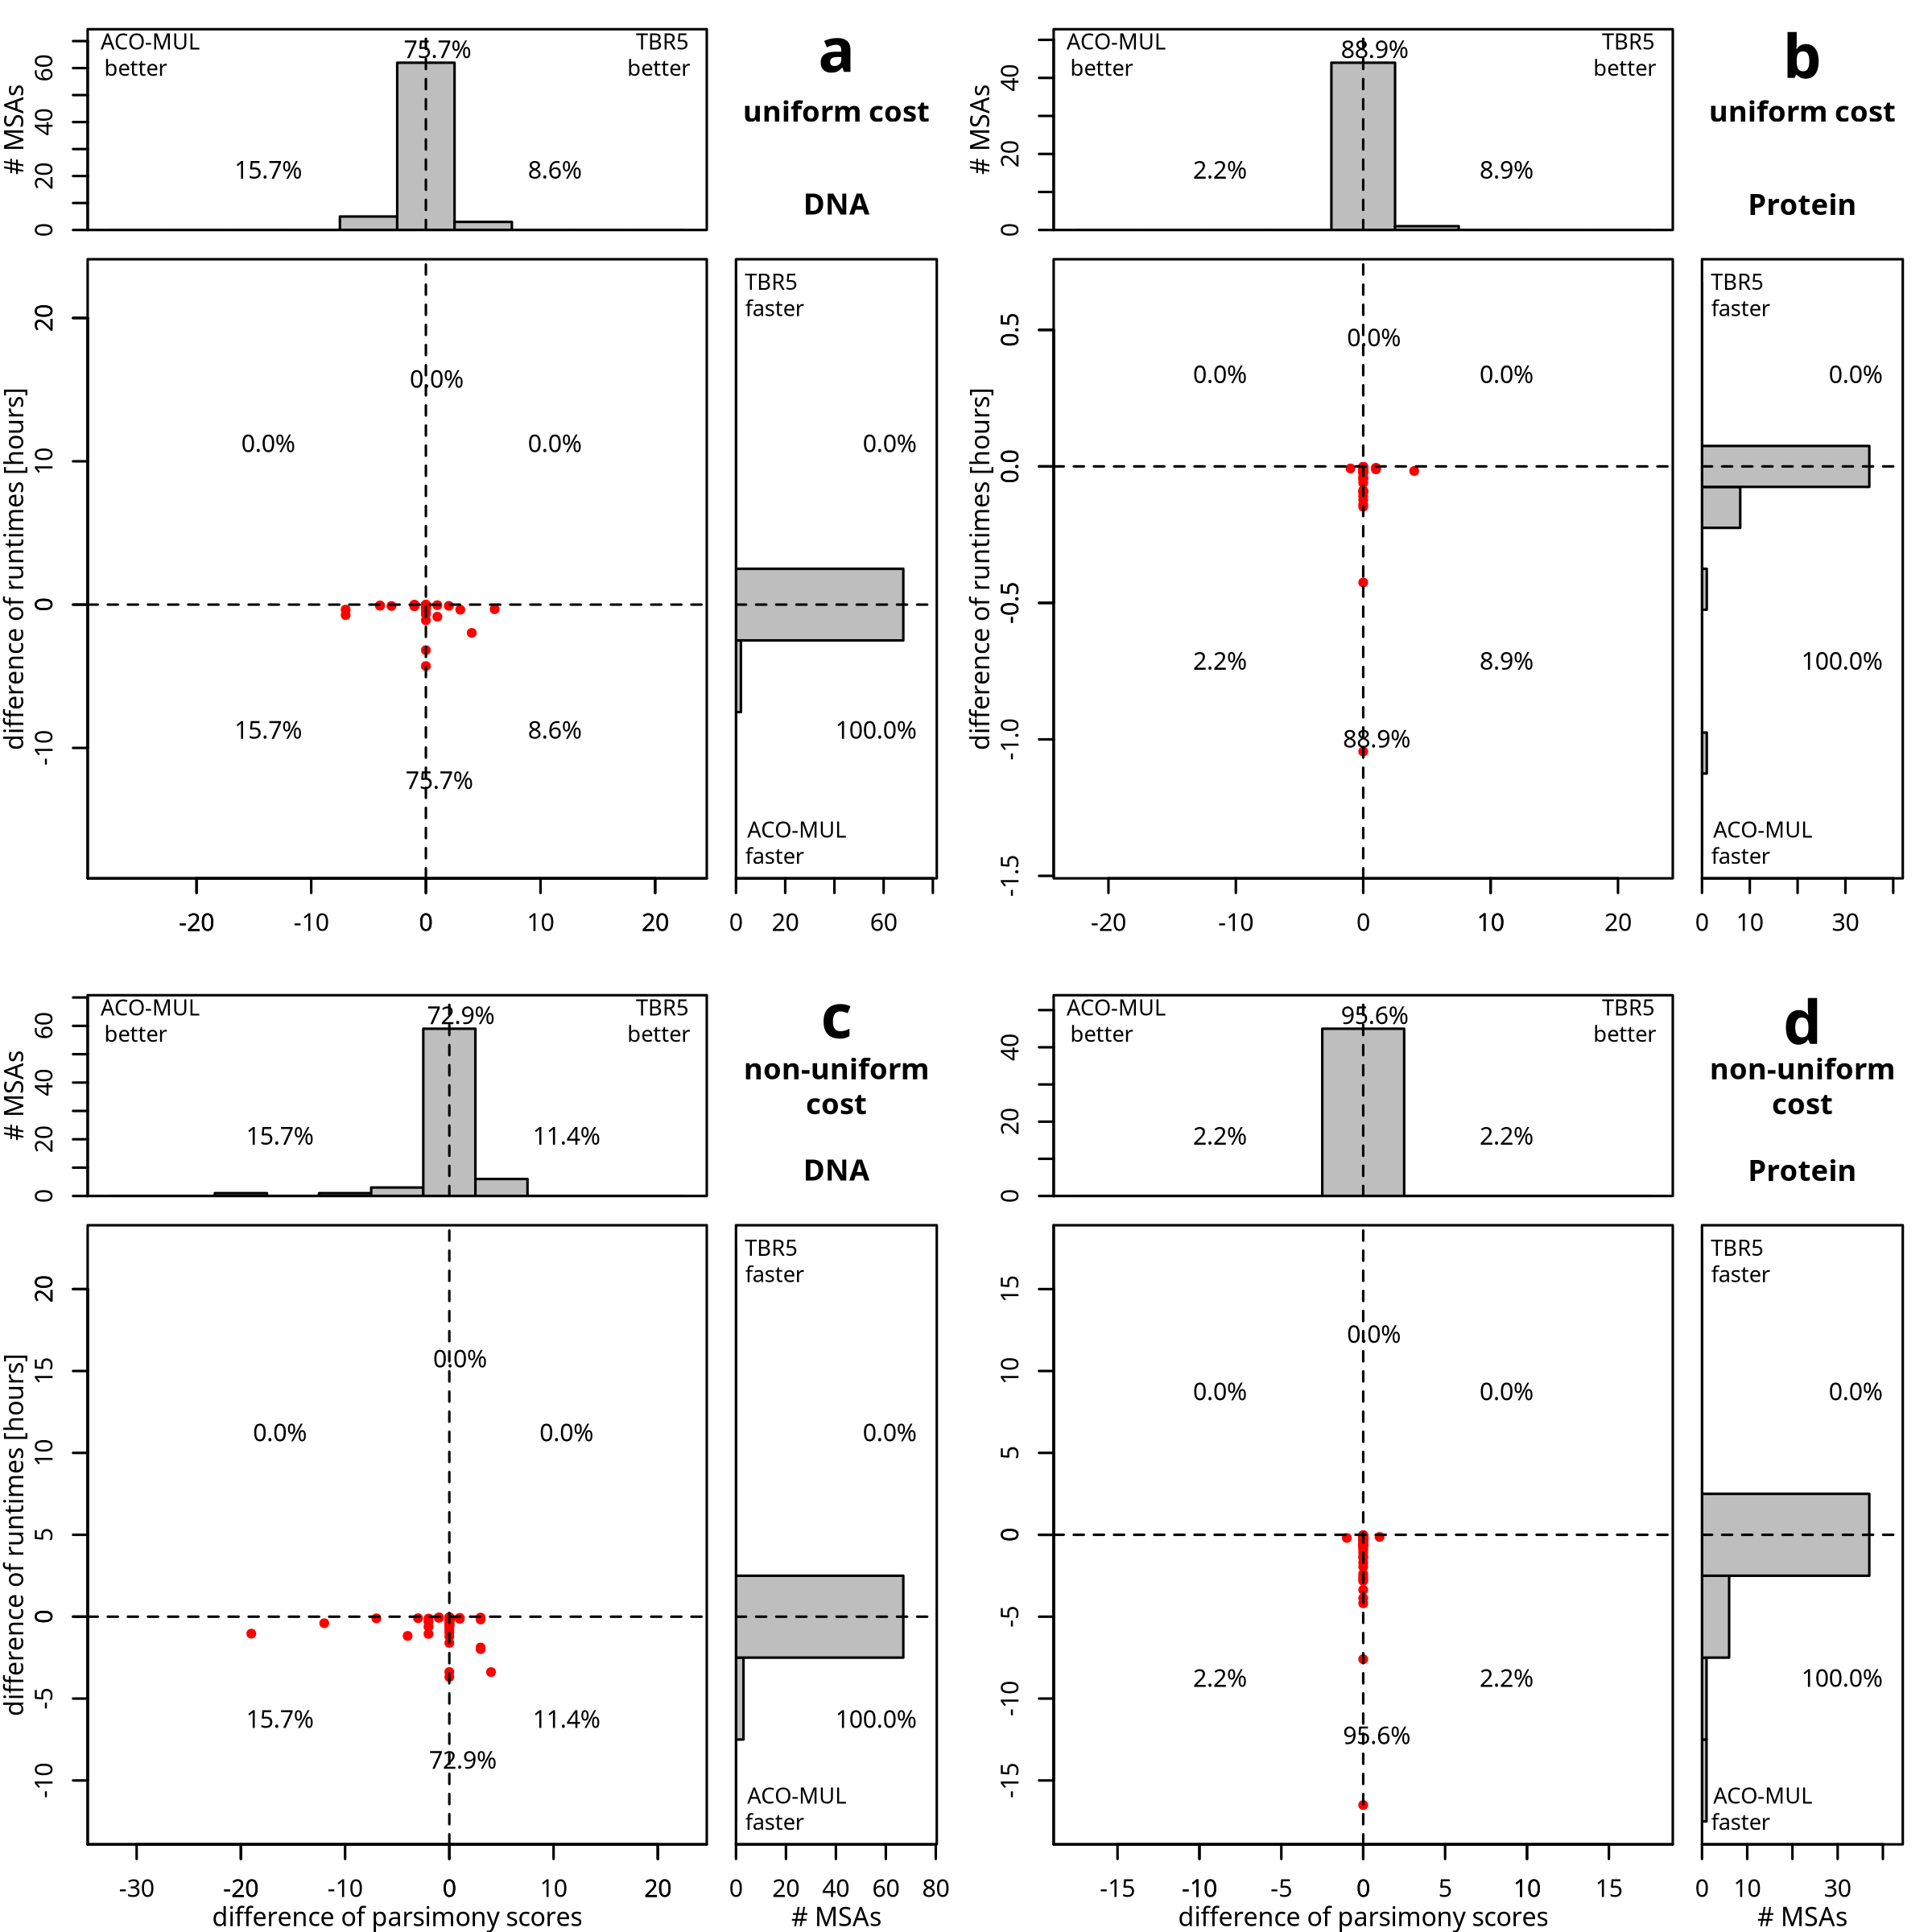 ACO-MUL
better
75.7%
TBR5
better
15.7%
8.6%
# MSAs
0
20
40
60
a
uniform cost
DNA
difference of runtimes [hours]
20
10
0
-10
0.0%
0.0%
0.0%
15.7%
8.6%
75.7%
-20
-10
0
10
20
TBR5
faster
0.0%
100.0%
ACO-MUL
faster
0
20
60
ACO-MUL
better
88.9%
TBR5
better
2.2%
8.9%
# MSAs
0
20
40
b
uniform cost
Protein
difference of runtimes [hours]
0.5
0.0
-0.5
-1.0
-1.5
0.0%
0.0%
0.0%
2.2%
8.9%
88.9%
-20
-10
0
10
20
TBR5
faster
0.0%
100.0%
ACO-MUL
faster
0
10
30
ACO-MUL
better
72.9%
TBR5
better
15.7%
11.4%
# MSAs
0
20
40
60
c
non-uniform
cost
DNA
difference of runtimes [hours]
20
15
10
5
0
-5
-10
0.0%
0.0%
0.0%
15.7%
11.4%
72.9%
-30
-20
-10
0
10
20
difference of parsimony scores
TBR5
faster
0.0%
100.0%
ACO-MUL
faster
0
20
40
60
80
# MSAs
ACO-MUL
better
95.6%
TBR5
better
2.2%
2.2%
0
20
40
d
non-uniform
cost
Protein
15
10
5
0
-5
-10
-15
0.0%
0.0%
0.0%
2.2%
2.2%
95.6%
-15
-10
-5
0
5
10
15
difference of parsimony scores
TBR5
faster
0.0%
100.0%
ACO-MUL
faster
0
10
30
# MSAs